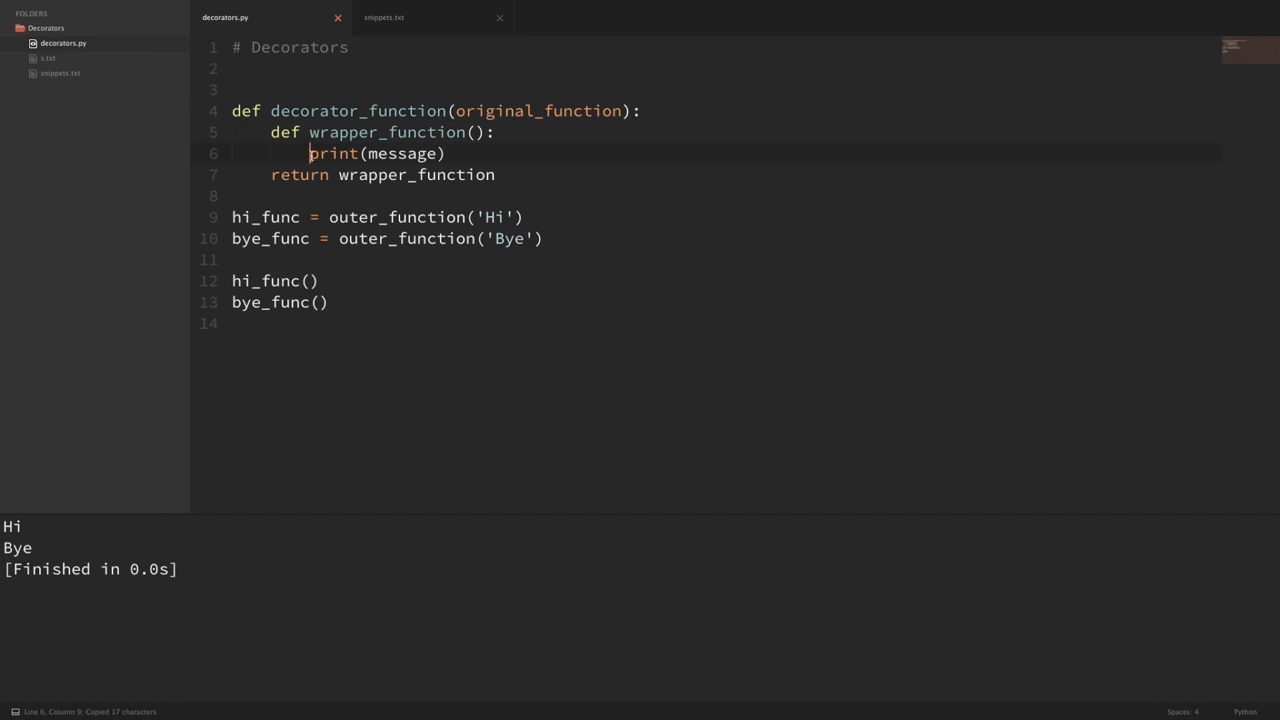 FOLDERS
Decorators
decorators.py
s.txt
snippets.txt
decorators.py
snippets.txt
1 # Decorators
2
3
4 def decorator_function(original_function):
5     def wrapper_function():
6         print(message)
7     return wrapper_function
8
9 hi_func = outer_function('Hi')
10 bye_func = outer_function('Bye')
11
12 hi_func()
13 bye_func()
14
Hi
Bye
[Finished in 0.0s]
Line 6, Column 9; Copied 17 characters
Spaces: 4
Python